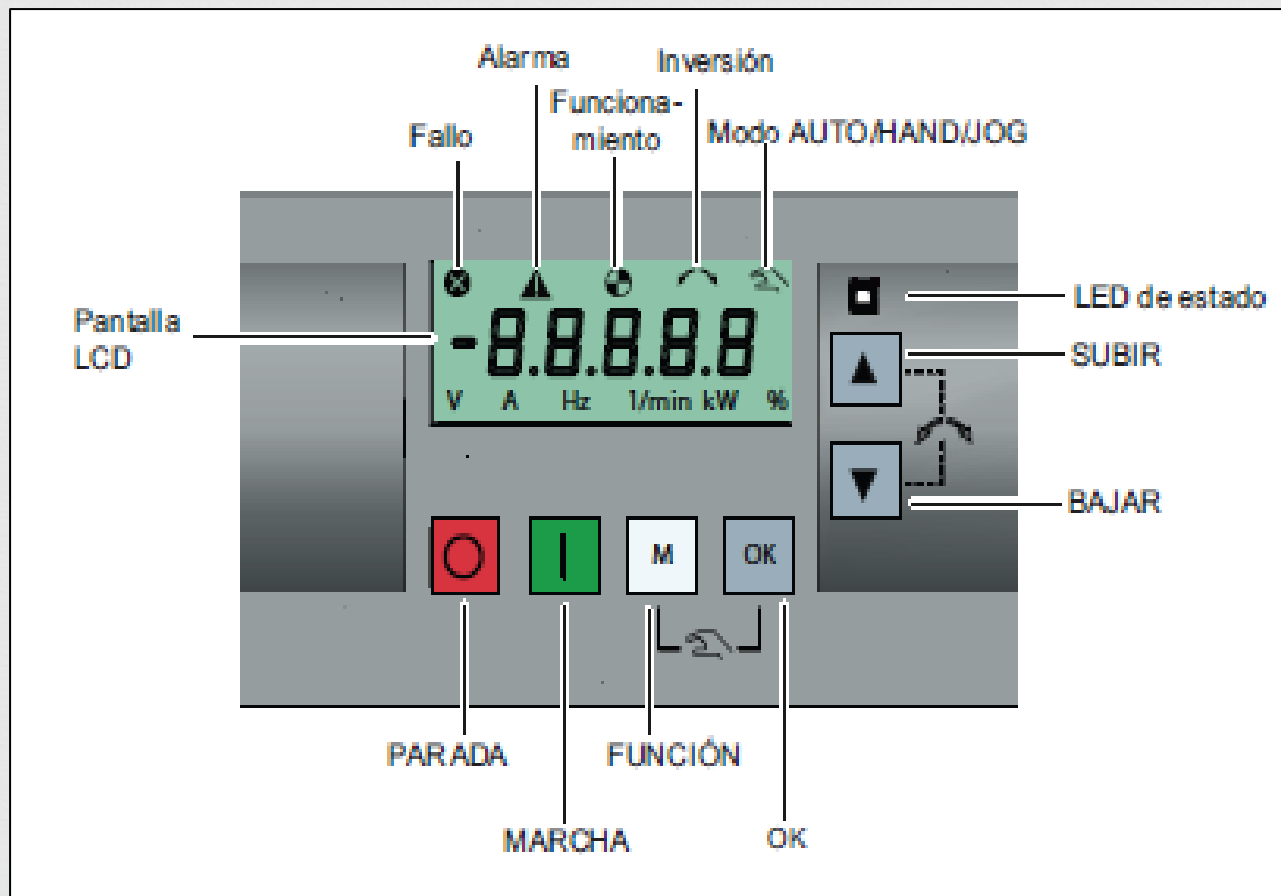 Alarma
Inversión
Funciona-
miento
Fallo
Modo AUTO/HAND/JOG
LED de estado
Pantalla
LCD
-8.8.8.8.8
SUBIR
V A Hz 1/min kW %
BAJAR
M OK
PARADA
FUNCIÓN
MARCHA
OK